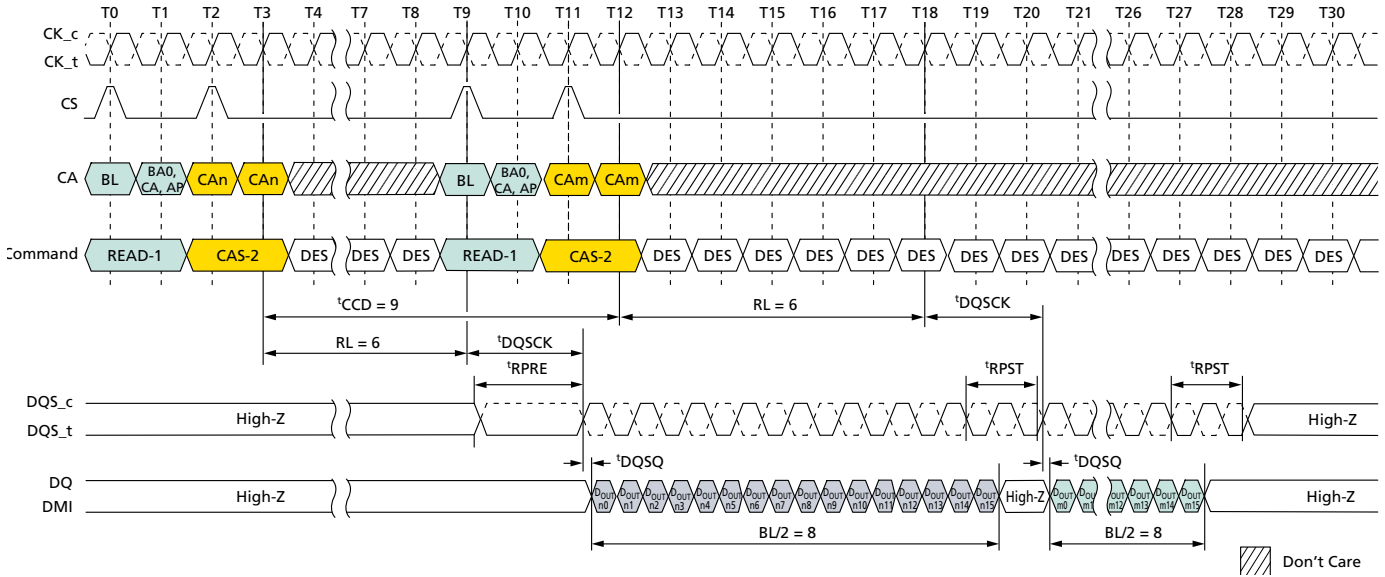 T0 T1 T2 T3 T4 T7 T8 T9 T10 T11 T12 T13 T14 T15 T16 T17 T18 T19 T20 T21 T26 T27 T28 T29 T30
CK_c
CK_t
CS
CA BL BA0, CA, AP CAn CAn BL BA0, CA, AP CAm CAm
Command READ-1 CAS-2 DES DES DES READ-1 CAS-2 DES DES DES DES DES DES DES DES DES DES DES DES DES DES
tCCD = 9 RL = 6 tDQSCK
RL = 6 tDQSCK
tRPRE tRPST tRPST
DQS_c
DQS_t
High-Z High-Z
tDQSQ tDQSQ
DQ
DMI
High-Z DOUT n0 DOUT n1 DOUT n2 DOUT n3 DOUT n4 DOUT n5 DOUT n6 DOUT n7 DOUT n8 DOUT n9 DOUT n10 DOUT n11 DOUT n12 DOUT n13 DOUT n14 DOUT n15 High-Z DOUT m0 DOUT m1 DOUT m12 DOUT m13 DOUT m14 DOUT m15 High-Z
BL/2 = 8 BL/2 = 8
Don't Care